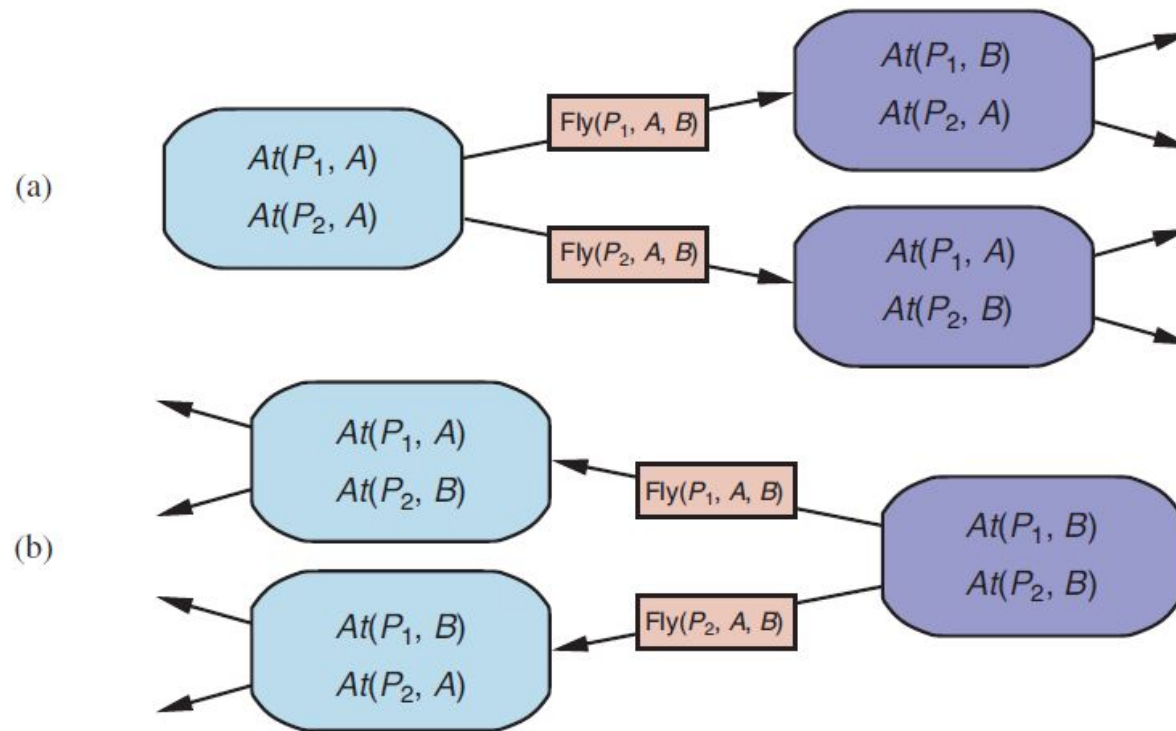 (a)
At(P₁, A)
At(P₂, A)
Fly(P₁, A, B)
Fly(P₂, A, B)
At(P₁, B)
At(P₂, A)
At(P₁, A)
At(P₂, B)
(b)
At(P₁, A)
At(P₂, B)
At(P₁, B)
At(P₂, A)
Fly(P₁, A, B)
Fly(P₂, A, B)
At(P₁, B)
At(P₂, B)